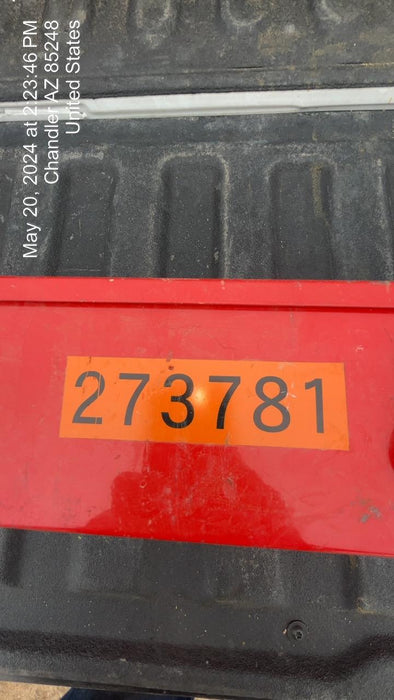 May 20, 2024 at 2:23:46 PM
Chandler AZ 85248
United States
273781